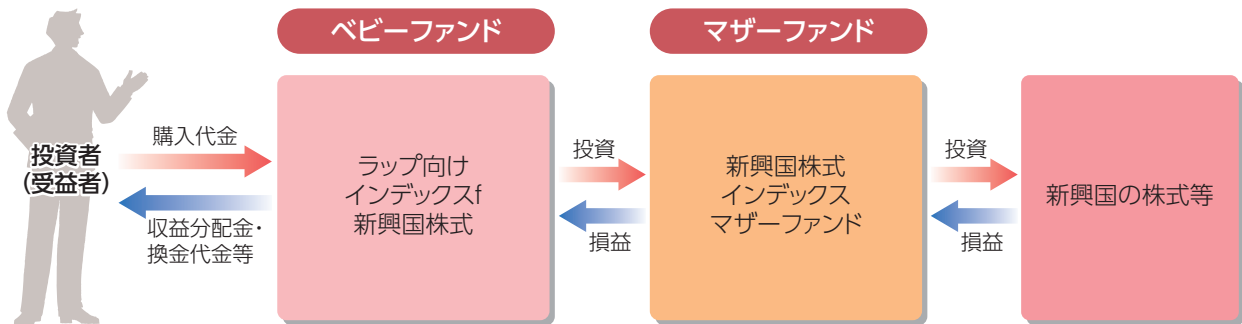 ベビーファンド
マザーファンド
投資者
(受益者)
購入代金
収益分配金・
換金代金等
ラップ向け
インデックスf
新興国株式
投資
損益
新興国株式
インデックス
マザーファンド
投資
損益
新興国の株式等